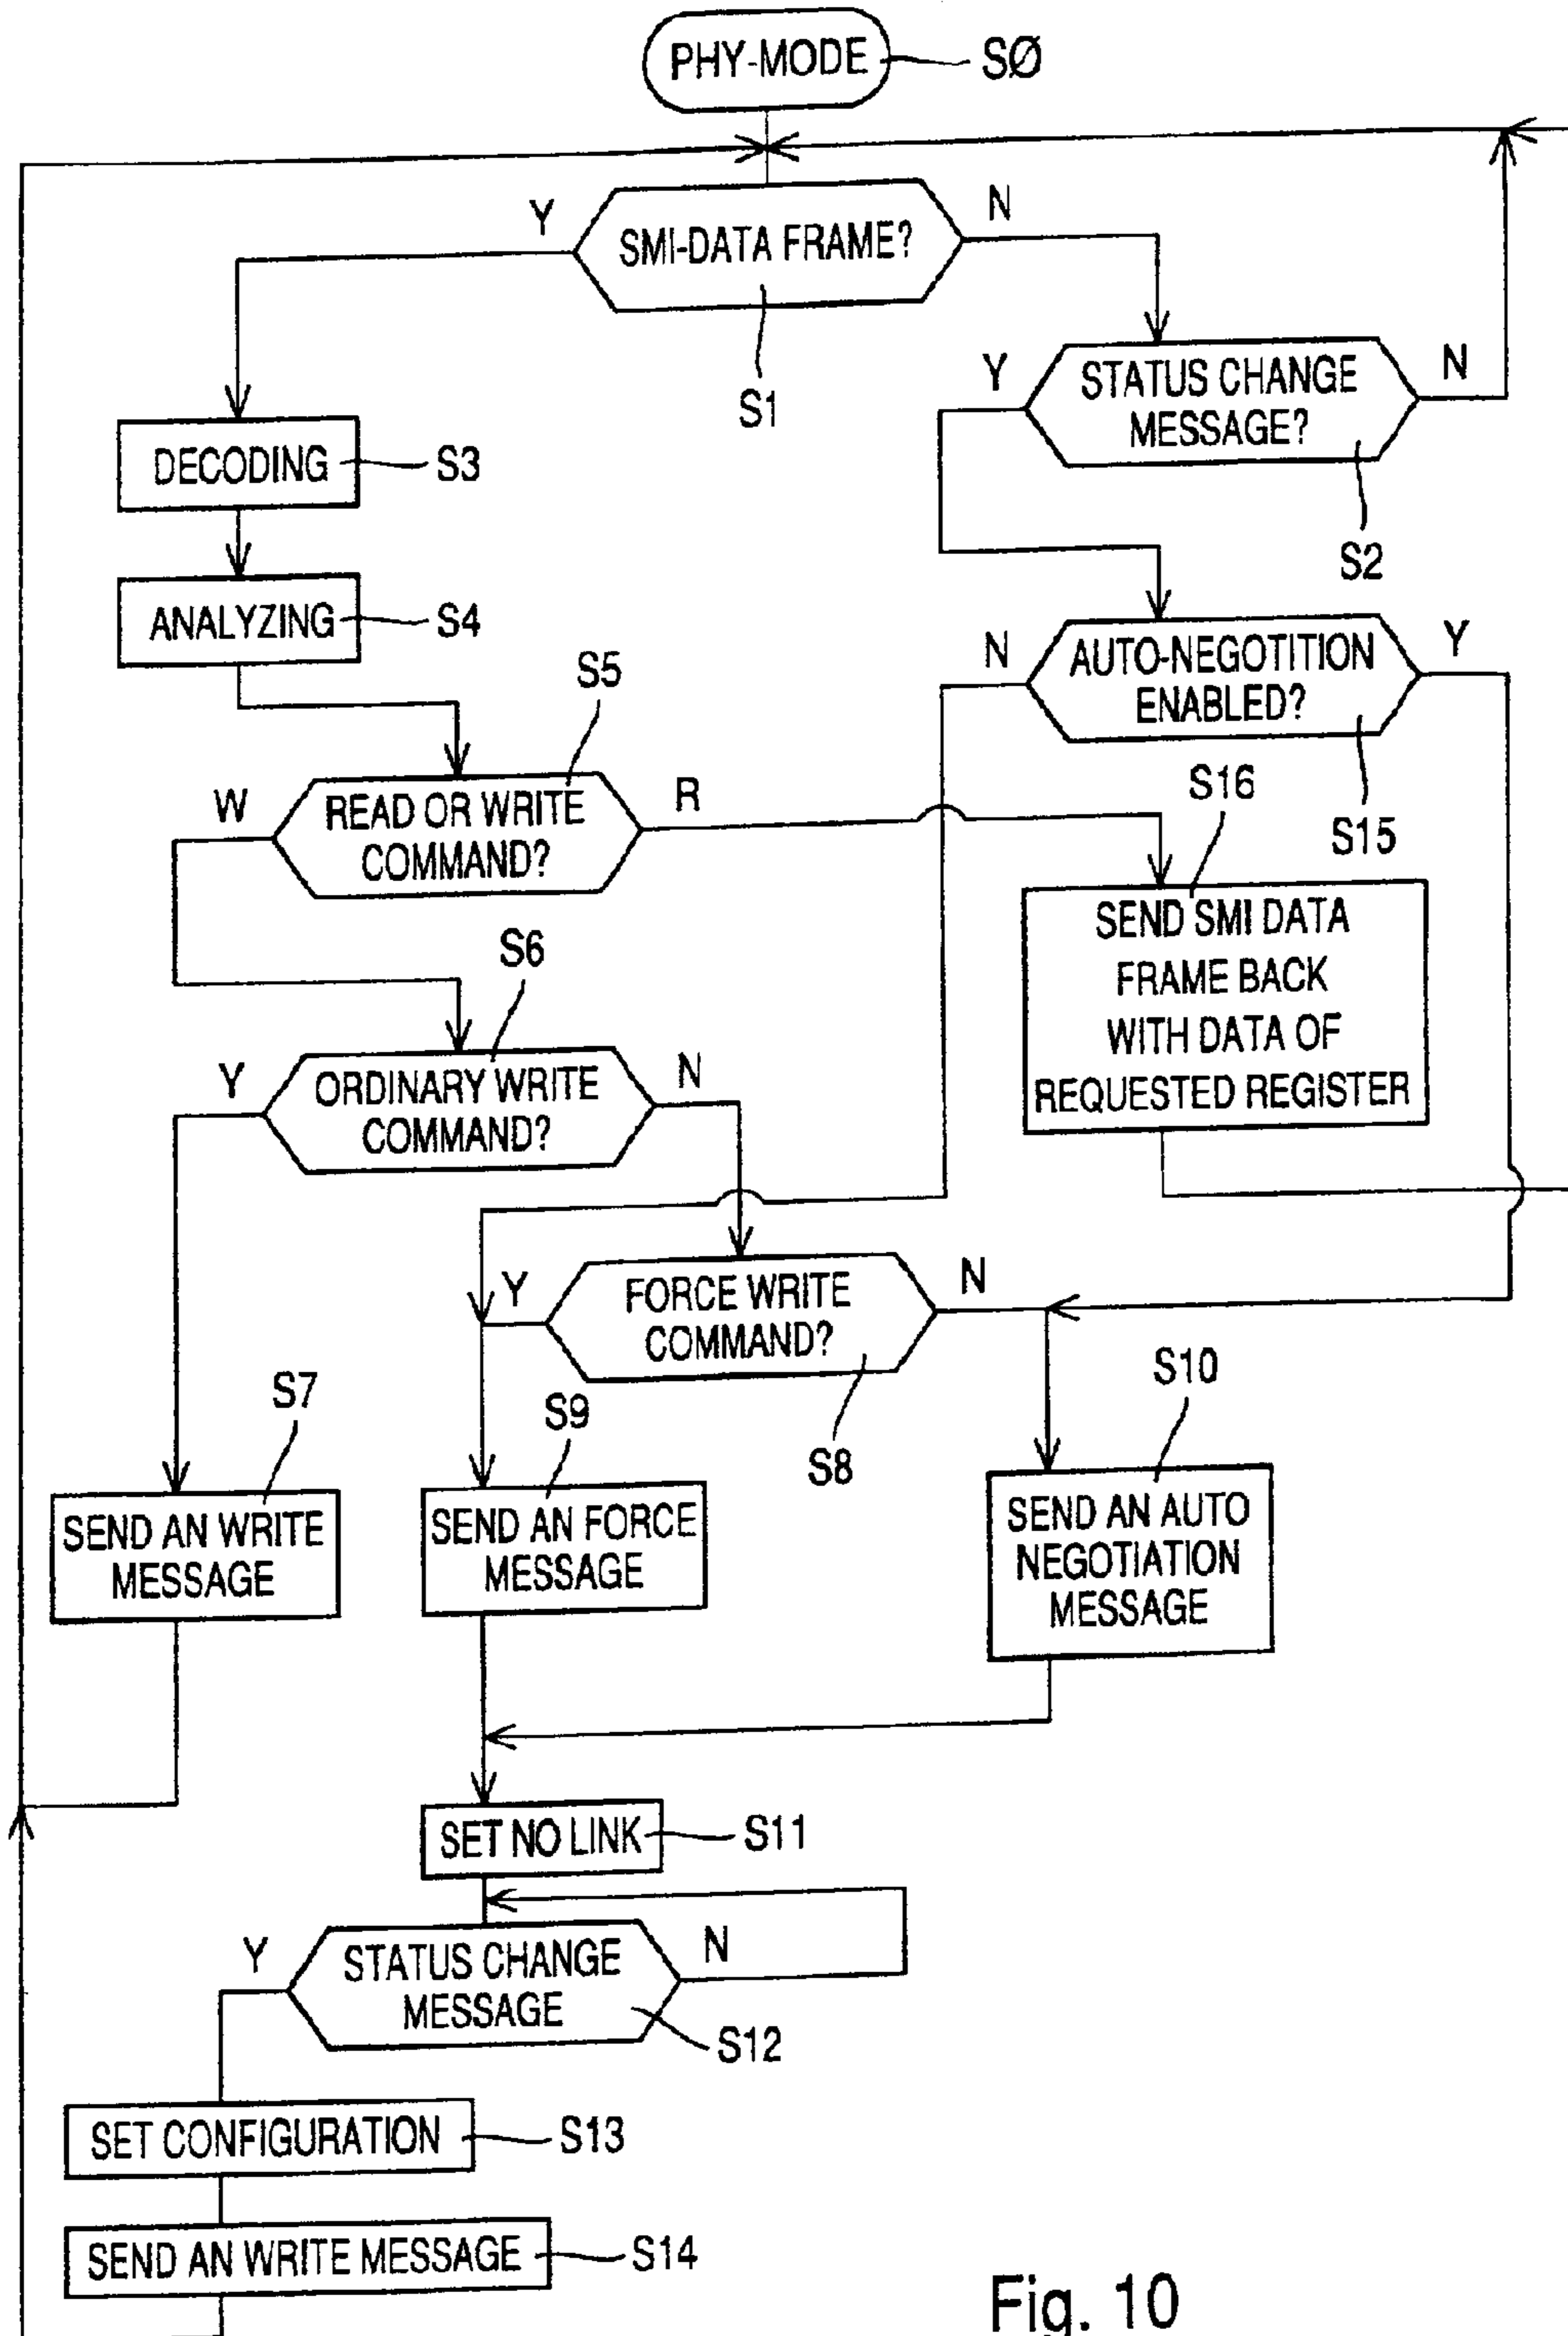 PHY-MODE
SØ
Y
SMI-DATA FRAME?
N
S1
Y
STATUS CHANGE
MESSAGE?
N
S2
DECODING
S3
ANALYZING
S4
N
AUTO-NEGOTITION
ENABLED?
Y
S15
S5
W
READ OR WRITE
COMMAND?
R
S16
SEND SMI DATA
FRAME BACK
WITH DATA OF
REQUESTED REGISTER
S6
Y
ORDINARY WRITE
COMMAND?
N
Y
FORCE WRITE
COMMAND?
N
S8
S7
SEND AN WRITE
MESSAGE
S9
SEND AN FORCE
MESSAGE
S10
SEND AN AUTO
NEGOTIATION
MESSAGE
SET NO LINK
S11
Y
STATUS CHANGE
MESSAGE
N
S12
SET CONFIGURATION
S13
SEND AN WRITE MESSAGE
S14
Fig. 10